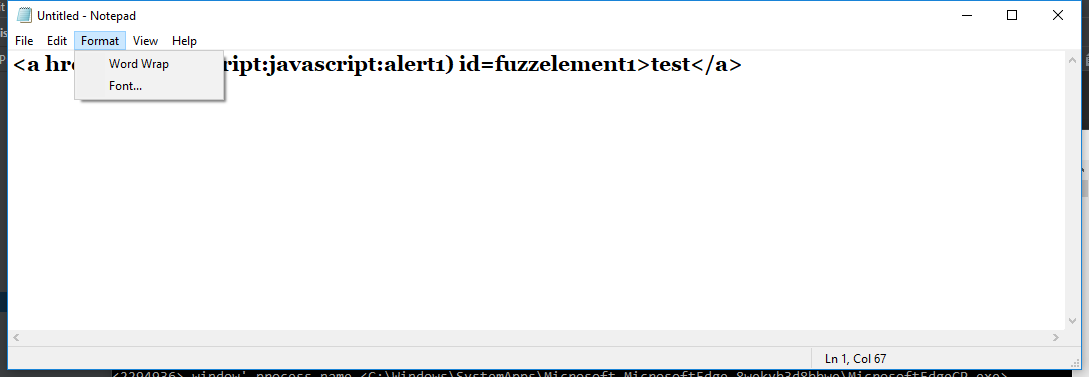 Untitled - Notepad
File Edit Format View Help
<a hr ript:javascript:alert1) id=fuzzelement1>test</a>
Word Wrap
Font...
Ln 1, Col 67
<2294936> window' process name <C:\Windows\SystemApps\Microsoft.MicrosoftEdge_8wekyb3d8bbwe\MicrosoftEdgeCP.exe>